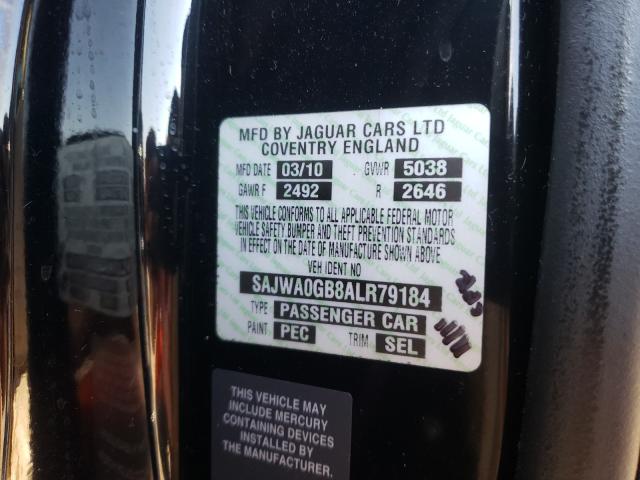 MFD BY JAGUAR CARS LTD
COVENTRY ENGLAND
MFD DATE 03/10 GVWR 5038
GAWR F 2492 R 2646
THIS VEHICLE CONFORMS TO ALL APPLICABLE FEDERAL MOTOR
VEHICLE SAFETY BUMPER AND THEFT PREVENTION STANDARDS
IN EFFECT ON THE DATE OF MANUFACTURE SHOWN ABOVE
VEH IDENT NO
SAJWA0GB8ALR79184
TYPE PASSENGER CAR
PAINT PEC TRIM SEL
THIS VEHICLE MAY
INCLUDE MERCURY
CONTAINING DEVICES
INSTALLED BY
THE MANUFACTURER.